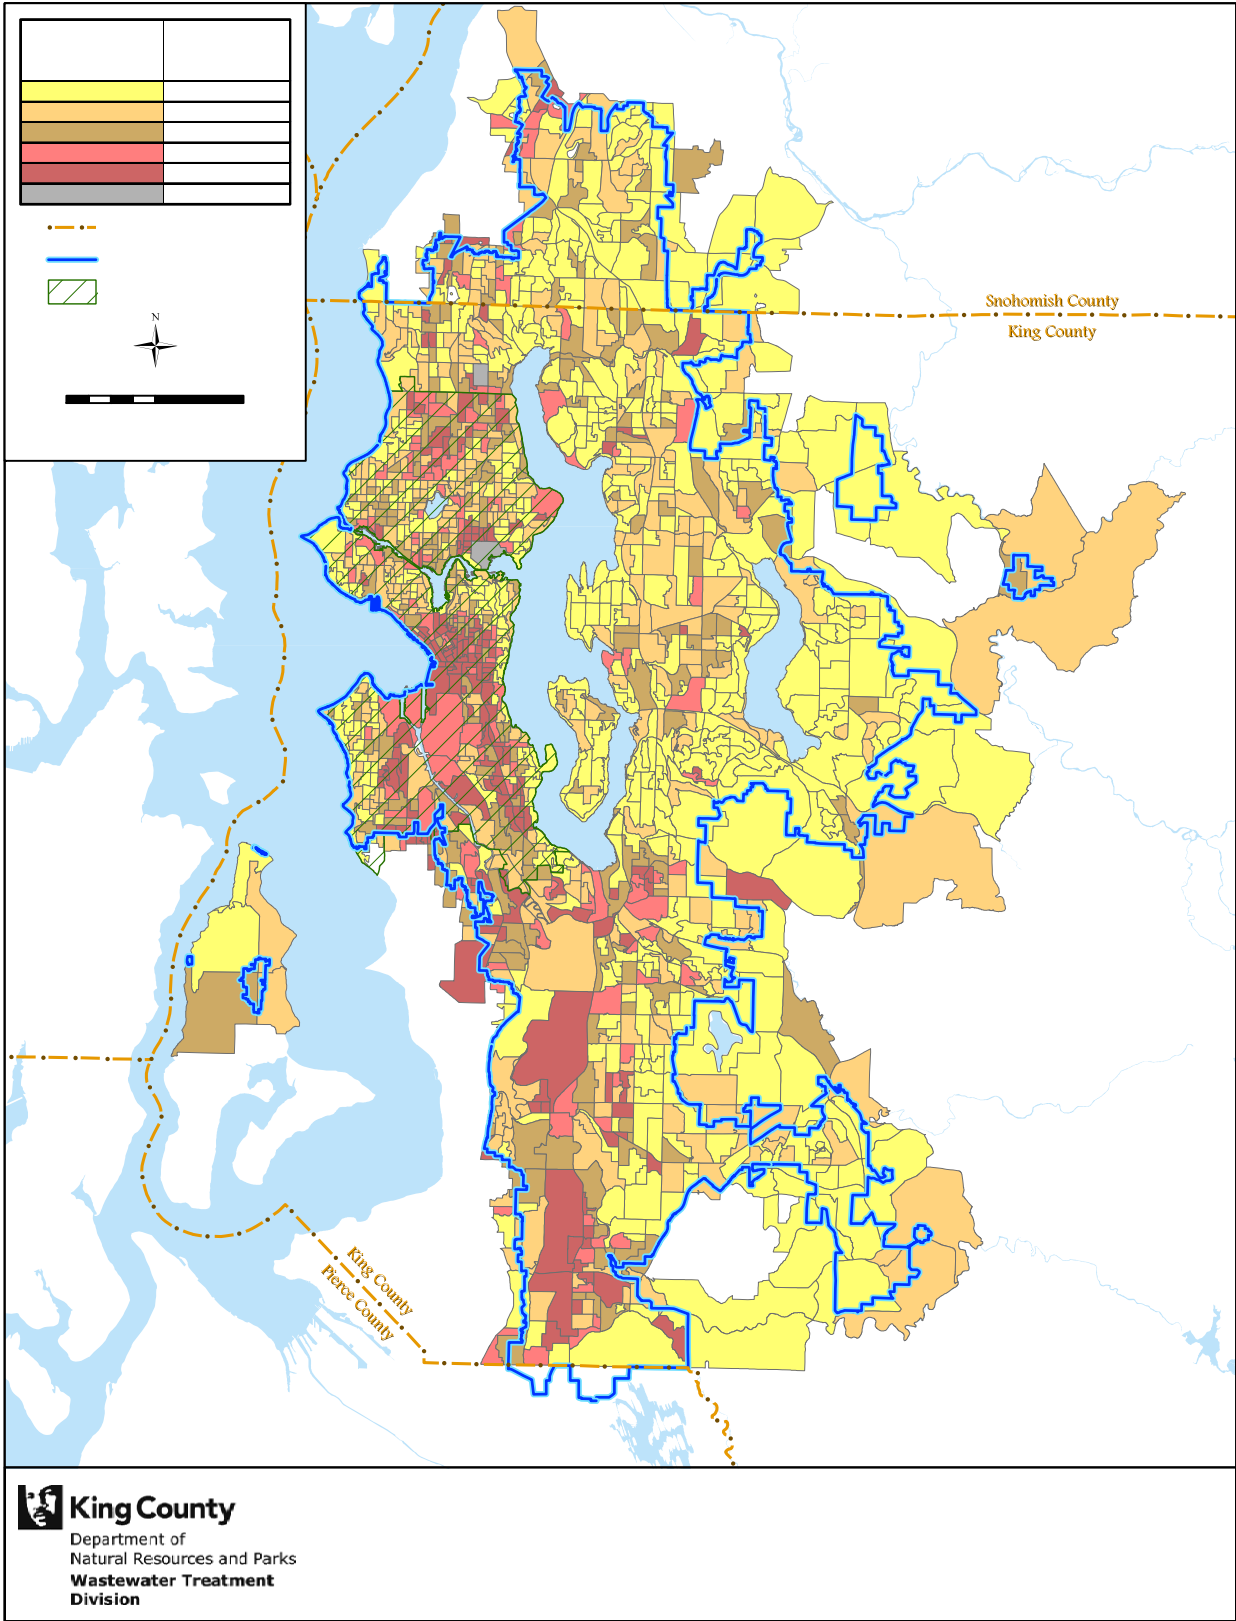 N
Snohomish County
King County
King County
Pierce County
King County
Department of
Natural Resources and Parks
Wastewater Treatment
Division